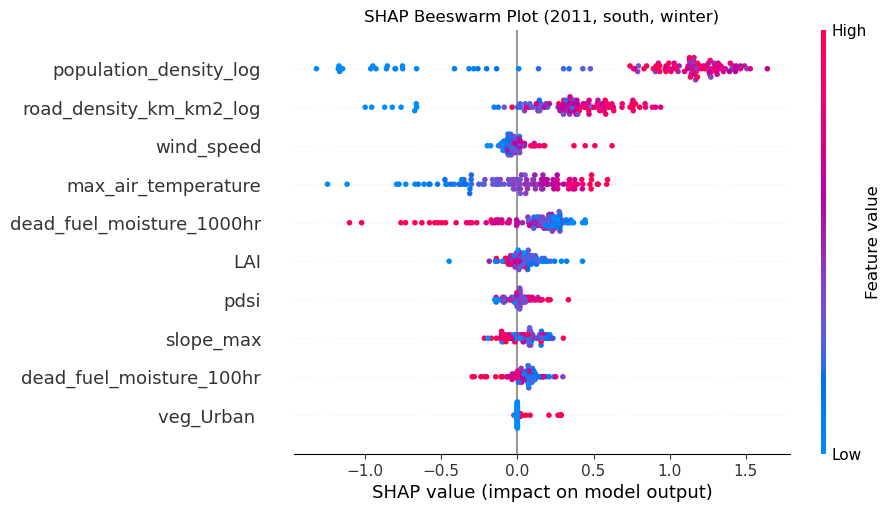 SHAP Beeswarm Plot (2011, south, winter)
High
population_density_log
road_density_km_km2_log
wind_speed
max_air_temperature
dead_fuel_moisture_1000hr
LAI
pdsi
slope_max
dead_fuel_moisture_100hr
veg_Urban
Feature value
Low
−1.0 −0.5 0.0 0.5 1.0 1.5
SHAP value (impact on model output)